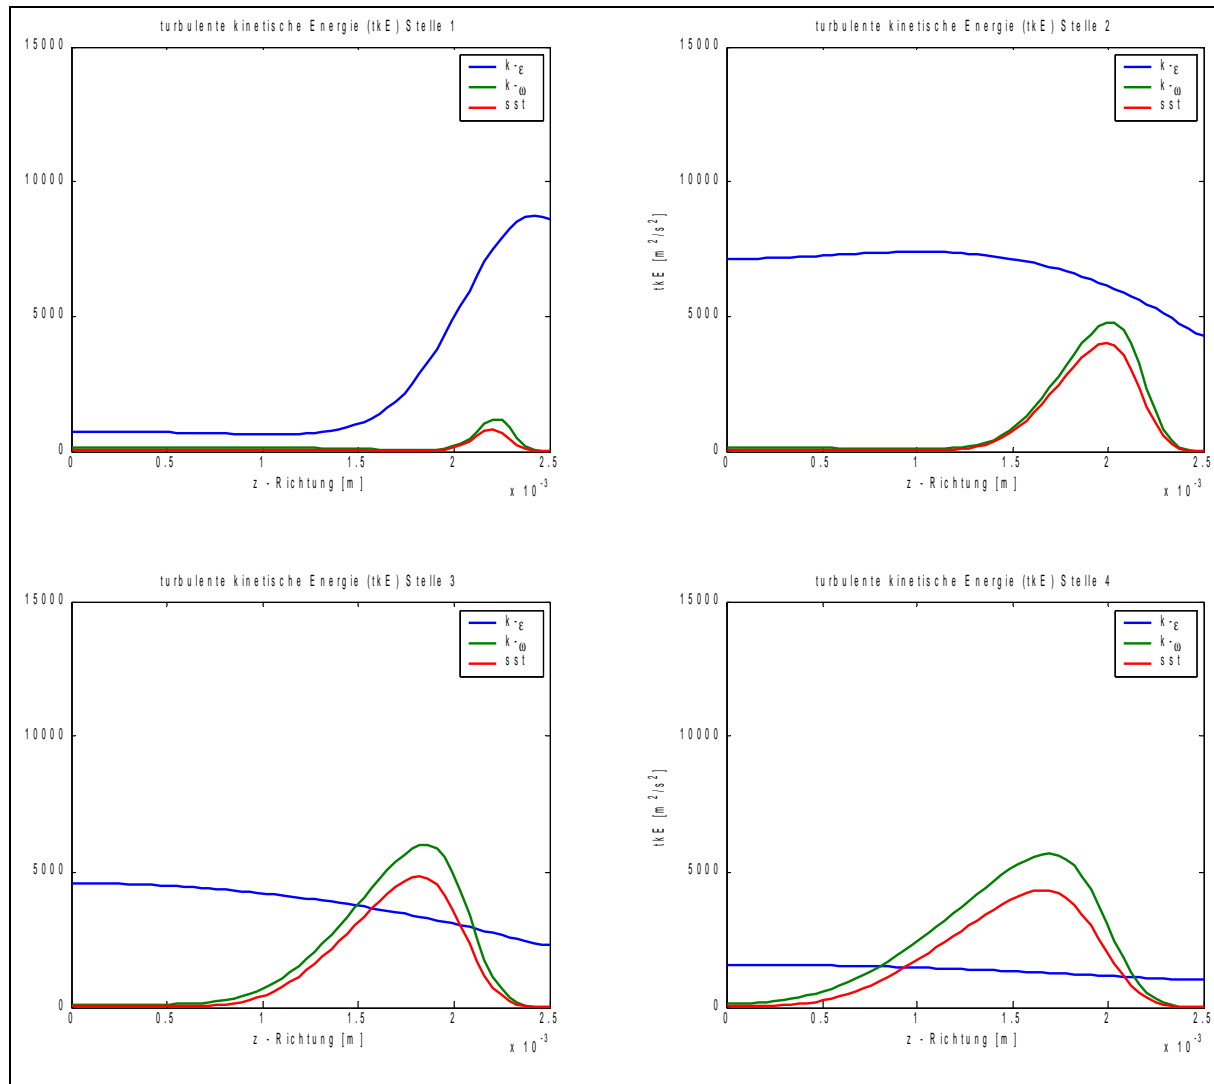 turbulente kinetische Energie (tkE) Stelle 1
15000
10000
5000
0
k-ε
k-ω
sst
0 0.5 1 1.5 2 2.5
z-Richtung [m]
x 10⁻³
turbulente kinetische Energie (tkE) Stelle 2
15000
10000
5000
0
tkE [m²/s²]
k-ε
k-ω
sst
0 0.5 1 1.5 2 2.5
z-Richtung [m]
x 10⁻³
turbulente kinetische Energie (tkE) Stelle 3
15000
10000
5000
0
k-ε
k-ω
sst
0 0.5 1 1.5 2 2.5
z-Richtung [m]
x 10⁻³
turbulente kinetische Energie (tkE) Stelle 4
15000
10000
5000
0
tkE [m²/s²]
k-ε
k-ω
sst
0 0.5 1 1.5 2 2.5
z-Richtung [m]
x 10⁻³